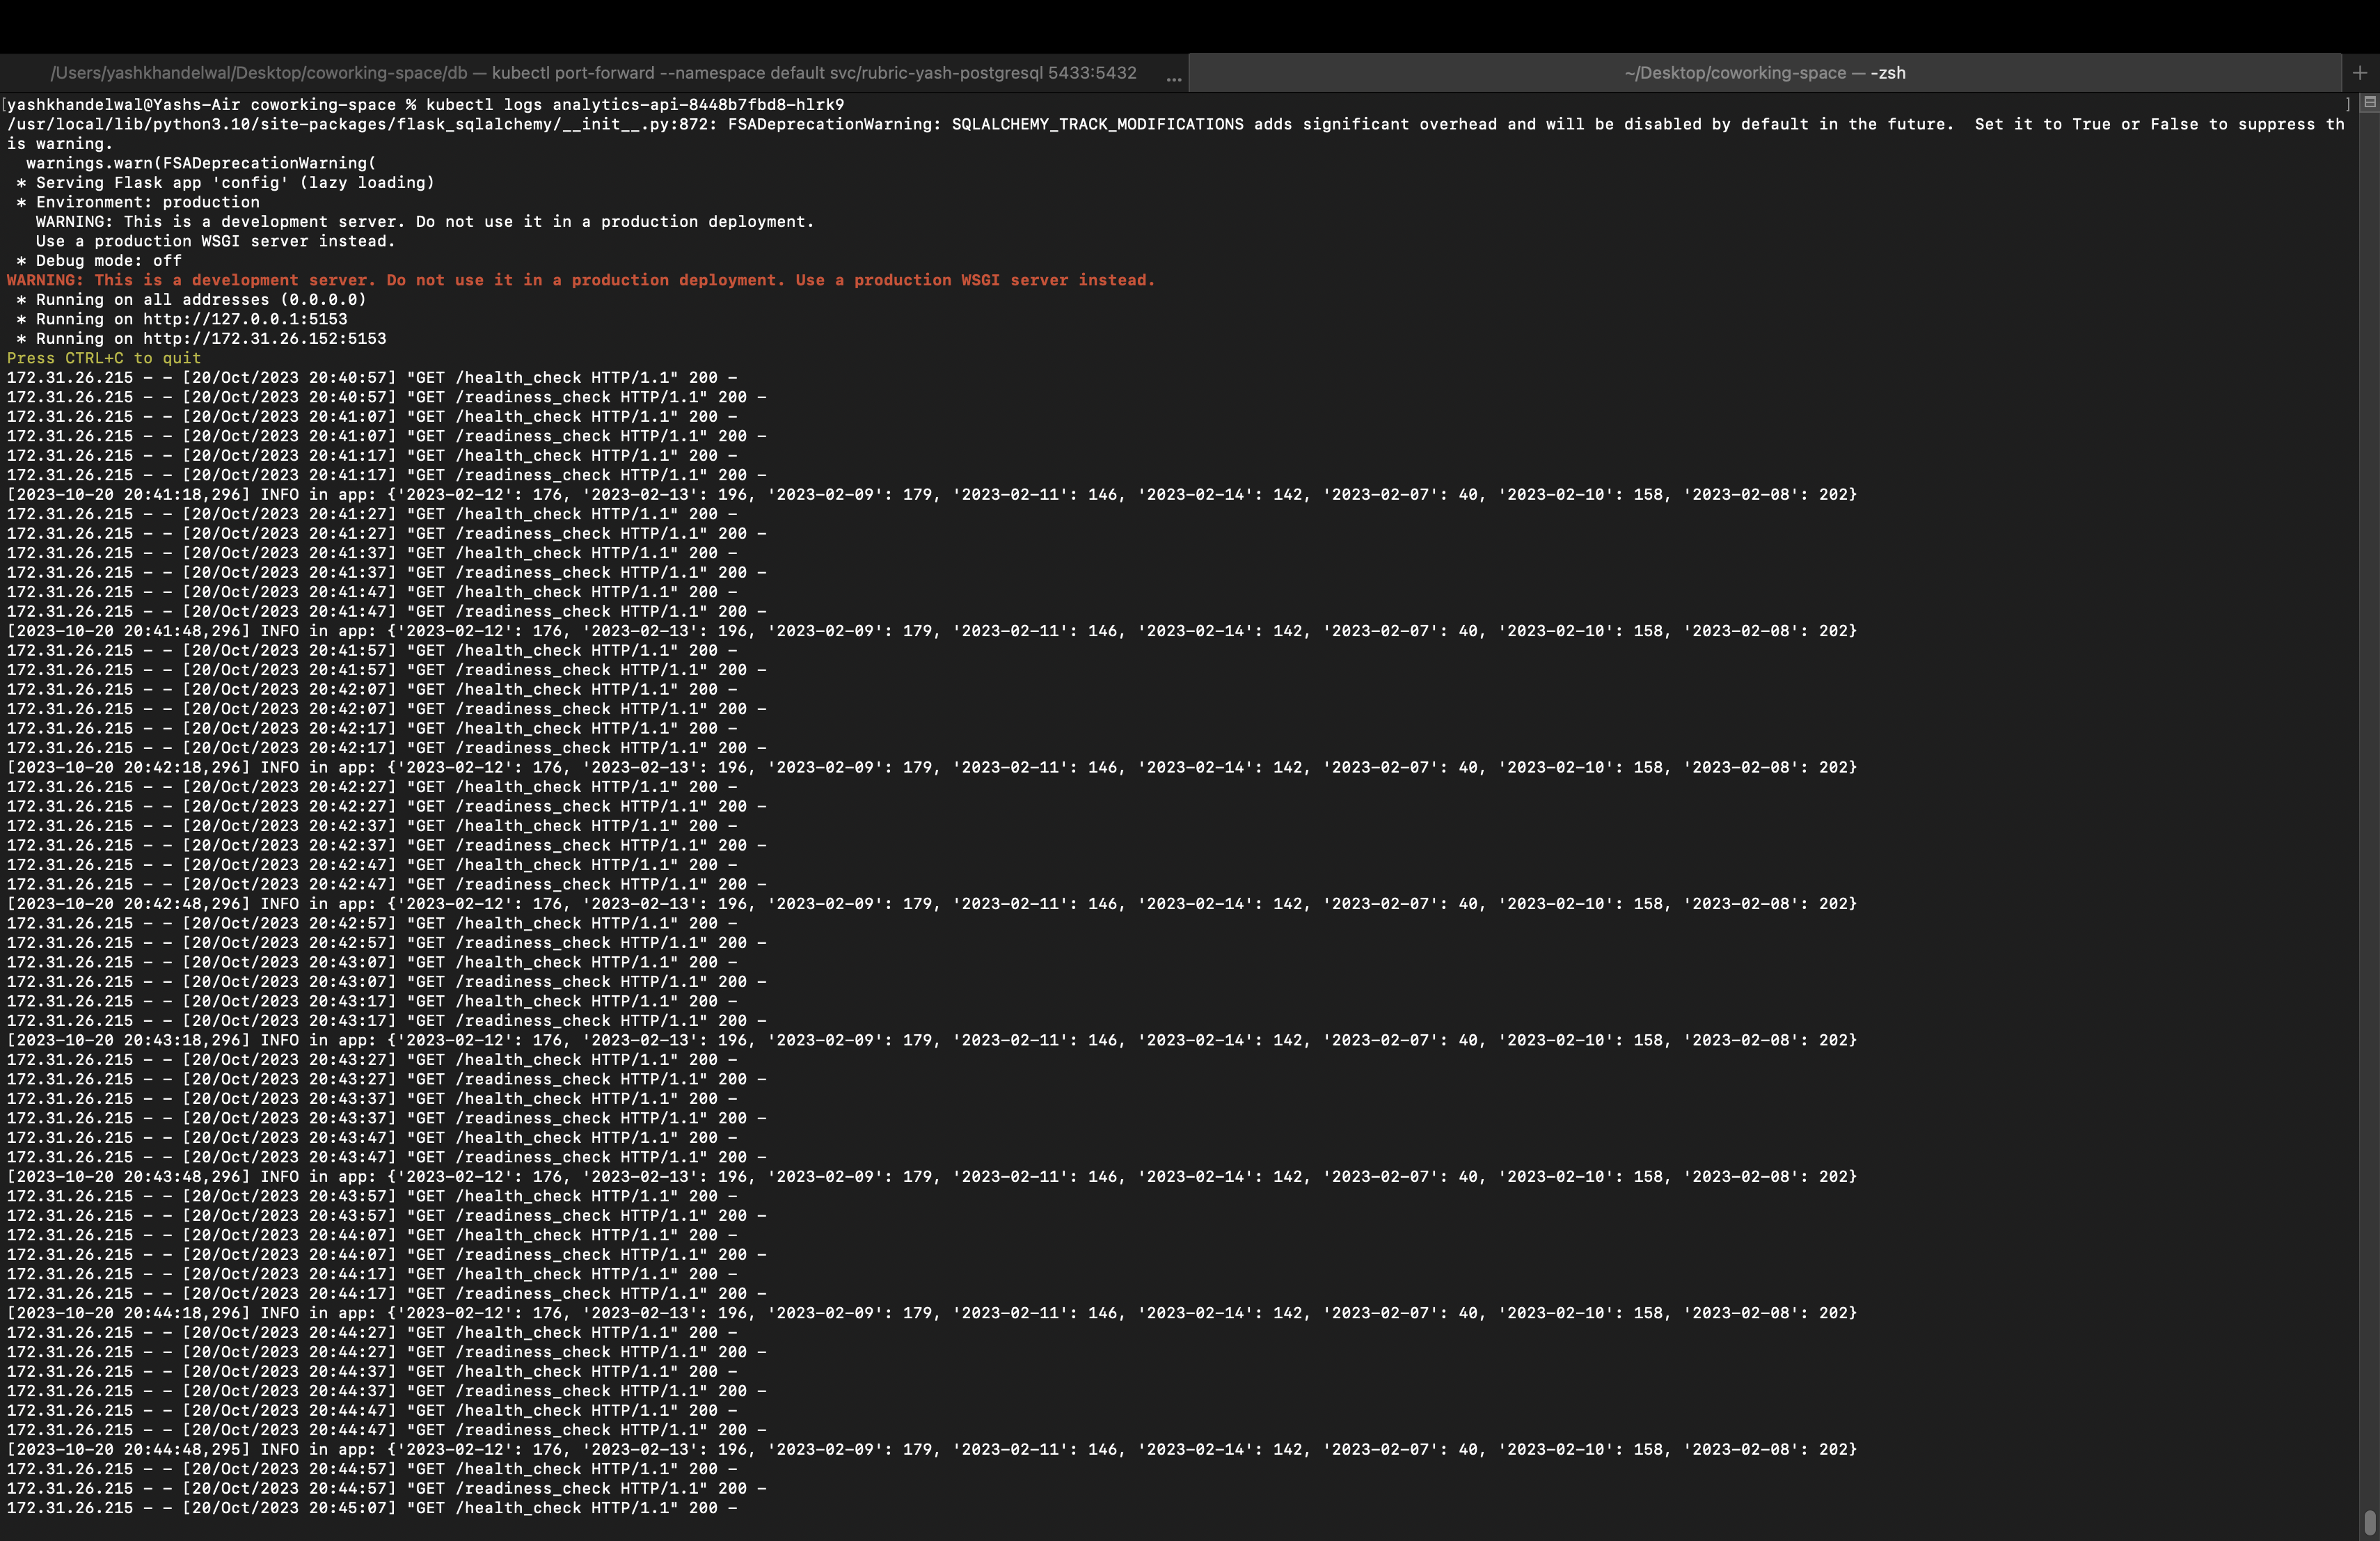 /Users/yashkhandelwal/Desktop/coworking-space/db — kubectl port-forward --namespace default svc/rubric-yash-postgresql 5433:5432 ...
~/Desktop/coworking-space — -zsh
[yashkhandelwal@Yashs-Air coworking-space % kubectl logs analytics-api-8448b7fbd8-hlrk9 ]
/usr/local/lib/python3.10/site-packages/flask_sqlalchemy/__init__.py:872: FSADeprecationWarning: SQLALCHEMY_TRACK_MODIFICATIONS adds significant overhead and will be disabled by default in the future.  Set it to True or False to suppress th
is warning.
  warnings.warn(FSADeprecationWarning(
 * Serving Flask app 'config' (lazy loading)
 * Environment: production
   WARNING: This is a development server. Do not use it in a production deployment.
   Use a production WSGI server instead.
 * Debug mode: off
WARNING: This is a development server. Do not use it in a production deployment. Use a production WSGI server instead.
 * Running on all addresses (0.0.0.0)
 * Running on http://127.0.0.1:5153
 * Running on http://172.31.26.152:5153
Press CTRL+C to quit
172.31.26.215 - - [20/Oct/2023 20:40:57] "GET /health_check HTTP/1.1" 200 -
172.31.26.215 - - [20/Oct/2023 20:40:57] "GET /readiness_check HTTP/1.1" 200 -
172.31.26.215 - - [20/Oct/2023 20:41:07] "GET /health_check HTTP/1.1" 200 -
172.31.26.215 - - [20/Oct/2023 20:41:07] "GET /readiness_check HTTP/1.1" 200 -
172.31.26.215 - - [20/Oct/2023 20:41:17] "GET /health_check HTTP/1.1" 200 -
172.31.26.215 - - [20/Oct/2023 20:41:17] "GET /readiness_check HTTP/1.1" 200 -
[2023-10-20 20:41:18,296] INFO in app: {'2023-02-12': 176, '2023-02-13': 196, '2023-02-09': 179, '2023-02-11': 146, '2023-02-14': 142, '2023-02-07': 40, '2023-02-10': 158, '2023-02-08': 202}
172.31.26.215 - - [20/Oct/2023 20:41:27] "GET /health_check HTTP/1.1" 200 -
172.31.26.215 - - [20/Oct/2023 20:41:27] "GET /readiness_check HTTP/1.1" 200 -
172.31.26.215 - - [20/Oct/2023 20:41:37] "GET /health_check HTTP/1.1" 200 -
172.31.26.215 - - [20/Oct/2023 20:41:37] "GET /readiness_check HTTP/1.1" 200 -
172.31.26.215 - - [20/Oct/2023 20:41:47] "GET /health_check HTTP/1.1" 200 -
172.31.26.215 - - [20/Oct/2023 20:41:47] "GET /readiness_check HTTP/1.1" 200 -
[2023-10-20 20:41:48,296] INFO in app: {'2023-02-12': 176, '2023-02-13': 196, '2023-02-09': 179, '2023-02-11': 146, '2023-02-14': 142, '2023-02-07': 40, '2023-02-10': 158, '2023-02-08': 202}
172.31.26.215 - - [20/Oct/2023 20:41:57] "GET /health_check HTTP/1.1" 200 -
172.31.26.215 - - [20/Oct/2023 20:41:57] "GET /readiness_check HTTP/1.1" 200 -
172.31.26.215 - - [20/Oct/2023 20:42:07] "GET /health_check HTTP/1.1" 200 -
172.31.26.215 - - [20/Oct/2023 20:42:07] "GET /readiness_check HTTP/1.1" 200 -
172.31.26.215 - - [20/Oct/2023 20:42:17] "GET /health_check HTTP/1.1" 200 -
172.31.26.215 - - [20/Oct/2023 20:42:17] "GET /readiness_check HTTP/1.1" 200 -
[2023-10-20 20:42:18,296] INFO in app: {'2023-02-12': 176, '2023-02-13': 196, '2023-02-09': 179, '2023-02-11': 146, '2023-02-14': 142, '2023-02-07': 40, '2023-02-10': 158, '2023-02-08': 202}
172.31.26.215 - - [20/Oct/2023 20:42:27] "GET /health_check HTTP/1.1" 200 -
172.31.26.215 - - [20/Oct/2023 20:42:27] "GET /readiness_check HTTP/1.1" 200 -
172.31.26.215 - - [20/Oct/2023 20:42:37] "GET /health_check HTTP/1.1" 200 -
172.31.26.215 - - [20/Oct/2023 20:42:37] "GET /readiness_check HTTP/1.1" 200 -
172.31.26.215 - - [20/Oct/2023 20:42:47] "GET /health_check HTTP/1.1" 200 -
172.31.26.215 - - [20/Oct/2023 20:42:47] "GET /readiness_check HTTP/1.1" 200 -
[2023-10-20 20:42:48,296] INFO in app: {'2023-02-12': 176, '2023-02-13': 196, '2023-02-09': 179, '2023-02-11': 146, '2023-02-14': 142, '2023-02-07': 40, '2023-02-10': 158, '2023-02-08': 202}
172.31.26.215 - - [20/Oct/2023 20:42:57] "GET /health_check HTTP/1.1" 200 -
172.31.26.215 - - [20/Oct/2023 20:42:57] "GET /readiness_check HTTP/1.1" 200 -
172.31.26.215 - - [20/Oct/2023 20:43:07] "GET /health_check HTTP/1.1" 200 -
172.31.26.215 - - [20/Oct/2023 20:43:07] "GET /readiness_check HTTP/1.1" 200 -
172.31.26.215 - - [20/Oct/2023 20:43:17] "GET /health_check HTTP/1.1" 200 -
172.31.26.215 - - [20/Oct/2023 20:43:17] "GET /readiness_check HTTP/1.1" 200 -
[2023-10-20 20:43:18,296] INFO in app: {'2023-02-12': 176, '2023-02-13': 196, '2023-02-09': 179, '2023-02-11': 146, '2023-02-14': 142, '2023-02-07': 40, '2023-02-10': 158, '2023-02-08': 202}
172.31.26.215 - - [20/Oct/2023 20:43:27] "GET /health_check HTTP/1.1" 200 -
172.31.26.215 - - [20/Oct/2023 20:43:27] "GET /readiness_check HTTP/1.1" 200 -
172.31.26.215 - - [20/Oct/2023 20:43:37] "GET /health_check HTTP/1.1" 200 -
172.31.26.215 - - [20/Oct/2023 20:43:37] "GET /readiness_check HTTP/1.1" 200 -
172.31.26.215 - - [20/Oct/2023 20:43:47] "GET /health_check HTTP/1.1" 200 -
172.31.26.215 - - [20/Oct/2023 20:43:47] "GET /readiness_check HTTP/1.1" 200 -
[2023-10-20 20:43:48,296] INFO in app: {'2023-02-12': 176, '2023-02-13': 196, '2023-02-09': 179, '2023-02-11': 146, '2023-02-14': 142, '2023-02-07': 40, '2023-02-10': 158, '2023-02-08': 202}
172.31.26.215 - - [20/Oct/2023 20:43:57] "GET /health_check HTTP/1.1" 200 -
172.31.26.215 - - [20/Oct/2023 20:43:57] "GET /readiness_check HTTP/1.1" 200 -
172.31.26.215 - - [20/Oct/2023 20:44:07] "GET /health_check HTTP/1.1" 200 -
172.31.26.215 - - [20/Oct/2023 20:44:07] "GET /readiness_check HTTP/1.1" 200 -
172.31.26.215 - - [20/Oct/2023 20:44:17] "GET /health_check HTTP/1.1" 200 -
172.31.26.215 - - [20/Oct/2023 20:44:17] "GET /readiness_check HTTP/1.1" 200 -
[2023-10-20 20:44:18,296] INFO in app: {'2023-02-12': 176, '2023-02-13': 196, '2023-02-09': 179, '2023-02-11': 146, '2023-02-14': 142, '2023-02-07': 40, '2023-02-10': 158, '2023-02-08': 202}
172.31.26.215 - - [20/Oct/2023 20:44:27] "GET /health_check HTTP/1.1" 200 -
172.31.26.215 - - [20/Oct/2023 20:44:27] "GET /readiness_check HTTP/1.1" 200 -
172.31.26.215 - - [20/Oct/2023 20:44:37] "GET /health_check HTTP/1.1" 200 -
172.31.26.215 - - [20/Oct/2023 20:44:37] "GET /readiness_check HTTP/1.1" 200 -
172.31.26.215 - - [20/Oct/2023 20:44:47] "GET /health_check HTTP/1.1" 200 -
172.31.26.215 - - [20/Oct/2023 20:44:47] "GET /readiness_check HTTP/1.1" 200 -
[2023-10-20 20:44:48,295] INFO in app: {'2023-02-12': 176, '2023-02-13': 196, '2023-02-09': 179, '2023-02-11': 146, '2023-02-14': 142, '2023-02-07': 40, '2023-02-10': 158, '2023-02-08': 202}
172.31.26.215 - - [20/Oct/2023 20:44:57] "GET /health_check HTTP/1.1" 200 -
172.31.26.215 - - [20/Oct/2023 20:44:57] "GET /readiness_check HTTP/1.1" 200 -
172.31.26.215 - - [20/Oct/2023 20:45:07] "GET /health_check HTTP/1.1" 200 -